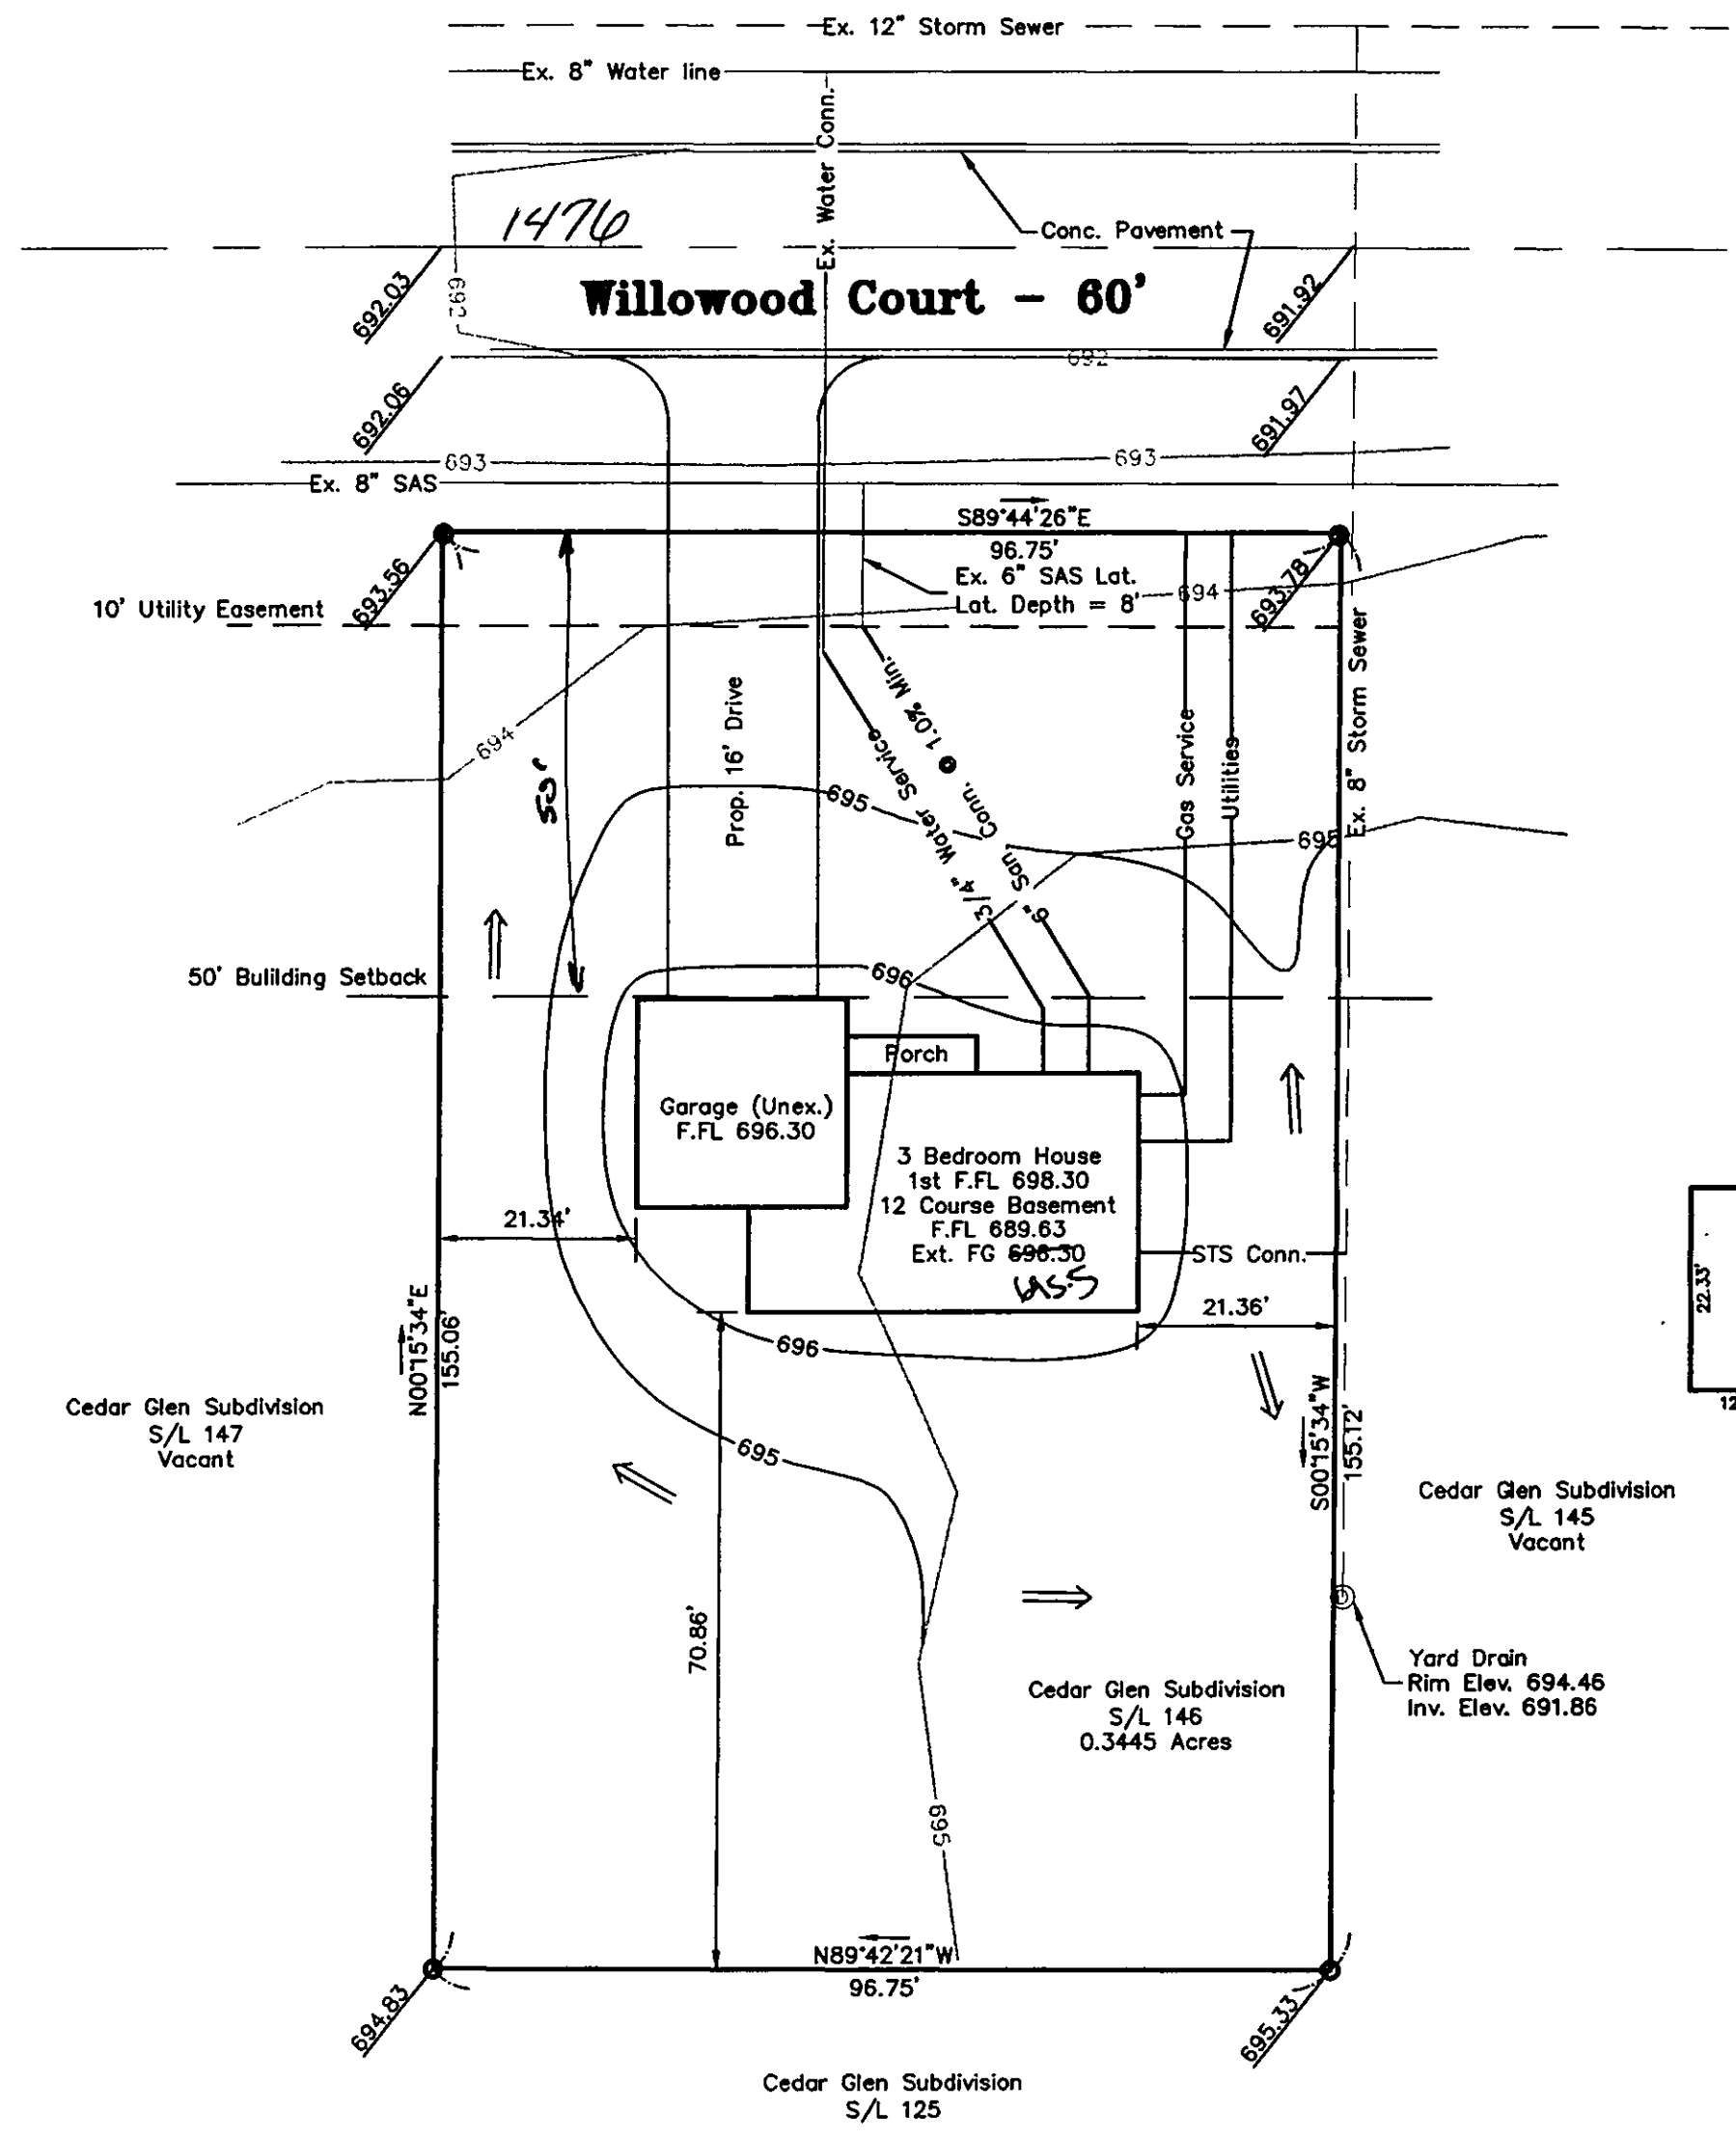 Ex. 12" Storm Sewer
Ex. 8" Water line
Ex. Water Conn.
1476
Conc. Pavement
692.03
692
Willowood Court - 60'
691.92
692
692.06
691.97
693
693
Ex. 8" SAS
S89°44'26"E
96.75'
693.56
Ex. 6" SAS Lat.
Lat. Depth = 8'
694
693.78
10' Utility Easement
Ex. 8" Storm Sewer
694
50'
Prop. 16' Drive
3/4" Water Service
6" San. Conn. @ 1.0% Min.
Gas Service
Utilities
695
695
50' Buliilding Setback
696
Porch
Garage (Unex.)
F.FL 696.30
3 Bedroom House
1st F.FL 698.30
12 Course Basement
F.FL 689.63
Ext. FG 696.30
STS Conn.
21.34'
21.36'
22.33'
12
696
N00°15'34"E
155.06'
S00°15'34"W
155.12'
Cedar Glen Subdivision
S/L 147
Vacant
695
Cedar Glen Subdivision
S/L 145
Vacant
70.86'
Yard Drain
Rim Elev. 694.46
Inv. Elev. 691.86
Cedar Glen Subdivision
S/L 146
0.3445 Acres
695
N89°42'21"W
96.75'
694.83
695.33
Cedar Glen Subdivision
S/L 125